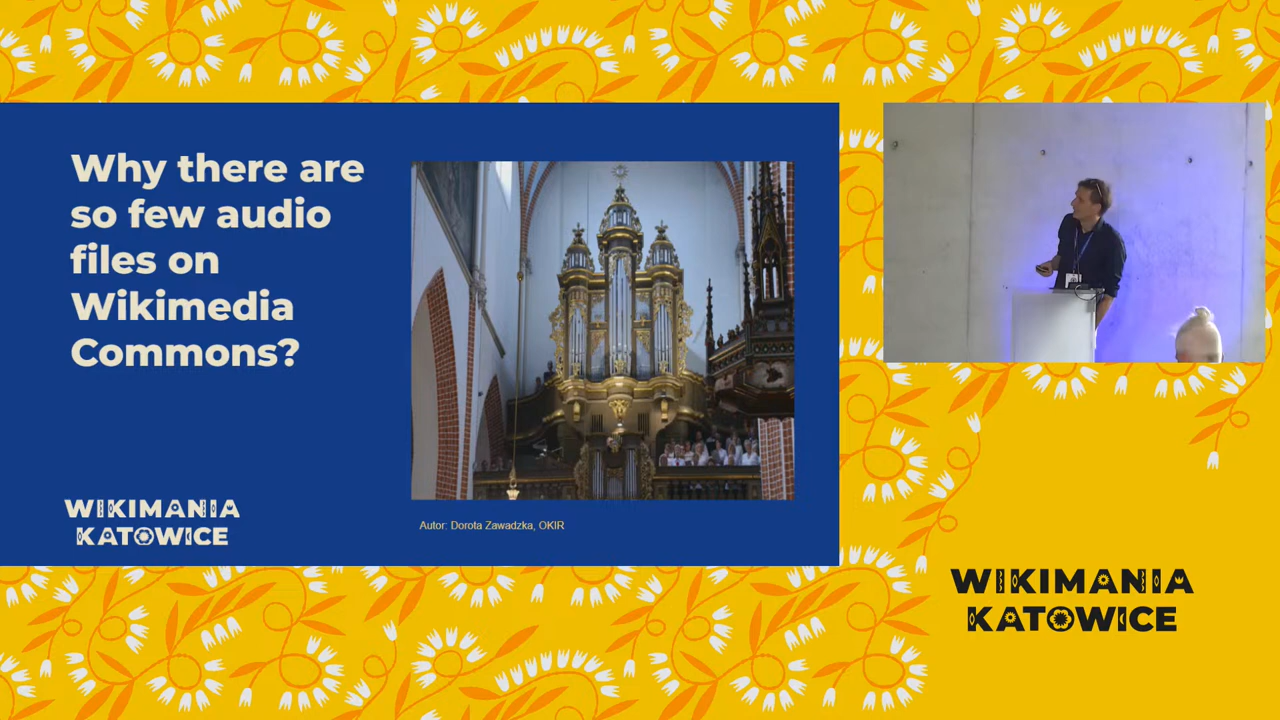 Why there are
so few audio
files on
Wikimedia
Commons?
Autor: Dorota Zawadzka, OKIR
WIKIMANIA
KATOWICE
WIKIMANIA
KATOWICE